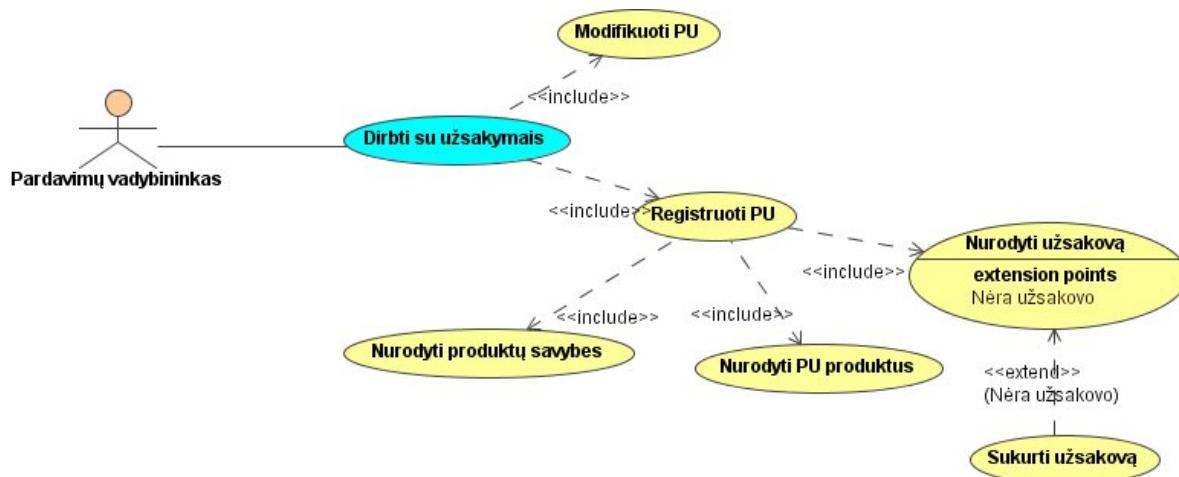 Modifikuoti PU
<<include>>
Dirbti su užsakymais
Pardavimų vadybininkas
<<include>>
Registruoti PU
Nurodyti užsakovą
extension points
Nėra užsakovo
<<include>>
<<include>>
<<include>>
Nurodyti produktų savybes
Nurodyti PU produktus
<<extend>>
(Nėra užsakovo)
Sukurti užsakovą